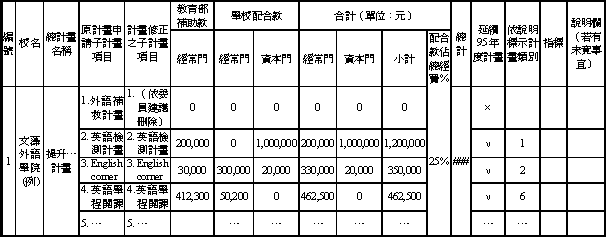 編號 校名 總計畫名稱 原計畫申請子計畫項目 計畫修正之子計畫項目 教育部補助款 學校配合款 合計（單位：元） 配合款佔總經費% 總計 延續95年度計畫 依說明標示計畫類別 指標 說明欄（若有未竟事宜）
經常門 經常門 資本門 經常門 資本門 小計
1 文藻外語學院(例) 提升…計畫 25% ###
1.外語補救計畫 1.（依委員建議刪除） 0 0 0 0 0 0 ×
2.英語檢測計畫 2.英語檢測計畫 200,000 0 1,000,000 200,000 1,000,000 1,200,000 v 1
3.English corner 3.English corner 30,000 300,000 20,000 330,000 20,000 350,000 v 2
4.英語學程開課 4.英語學程開課 412,300 50,200 0 462,500 0 462,500 v 6
5.… 5.… … … … … … … … …